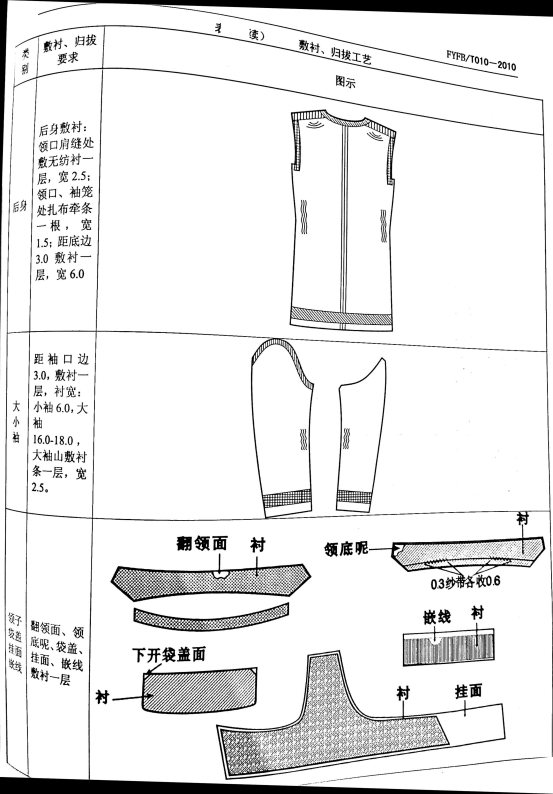 续）
FYFB/T010—2010
类别
敷衬、归拔
要求
敷衬、归拔工艺
图示
后身
后身敷衬：
领口肩缝处
敷无纺衬一
层，宽2.5；
领口、袖笼
处扎布牵条
一根，宽
1.5；距底边
3.0敷衬一
层，宽6.0
大小袖
距袖口边
3.0，敷衬一
层，衬宽：
小袖6.0，大
袖
16.0-18.0，
大袖山敷衬
条一层，宽
2.5。
领子
袋盖
挂面
嵌线
翻领面、领
底呢、袋盖、
挂面、嵌线
敷衬一层
翻领面
衬
领底呢
衬
0.3纱带各收0.6
嵌线
衬
下开袋盖面
衬
衬
挂面